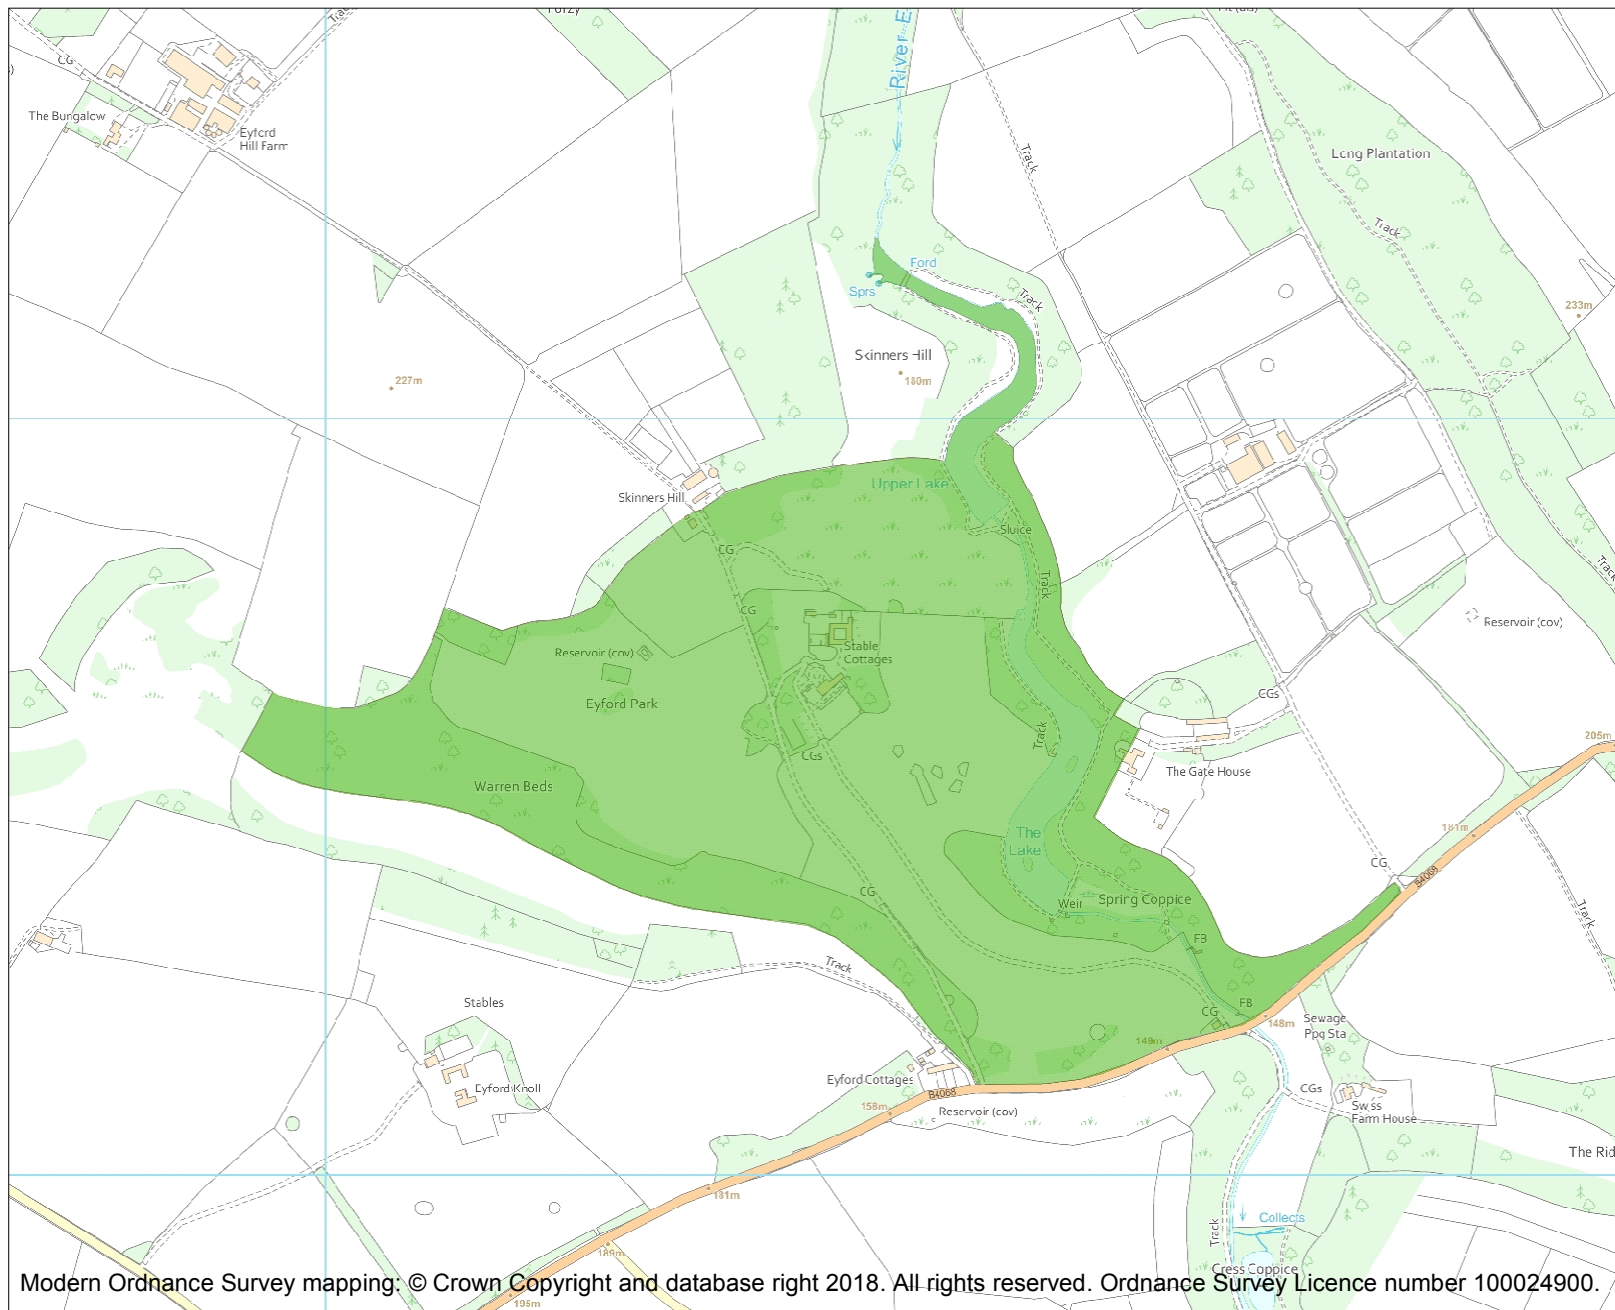 Track
CG
The Bungalow
Eyford
Hill Farm
River E
Track
Long Plantation
Track
Ford
Sprs
Track
233m
Skinners Hill
180m
227m
Upper Lake
Skinners Hill
Sluice
CG
Track
CG
Track
Reservoir (cov)
Stable
Cottages
Reservoir (cov)
Eyford Park
CGs
Track
205m
CGs
The Gate House
Warren Beds
The
Lake
181m
CG
B4068
CG
Weir
Spring Coppice
Track
FB
Track
Stables
FB
CG
148m
Sewage
Ppg Sta
149m
Eyford Cottages
Eyford Knoll
CGs
B4068
158m
Reservoir (cov)
Swiss
Farm House
The Rid
181m
Track
Collects
189m
Cress Coppice
Modern Ordnance Survey mapping: © Crown Copyright and database right 2018. All rights reserved. Ordnance Survey Licence number 100024900.
195m